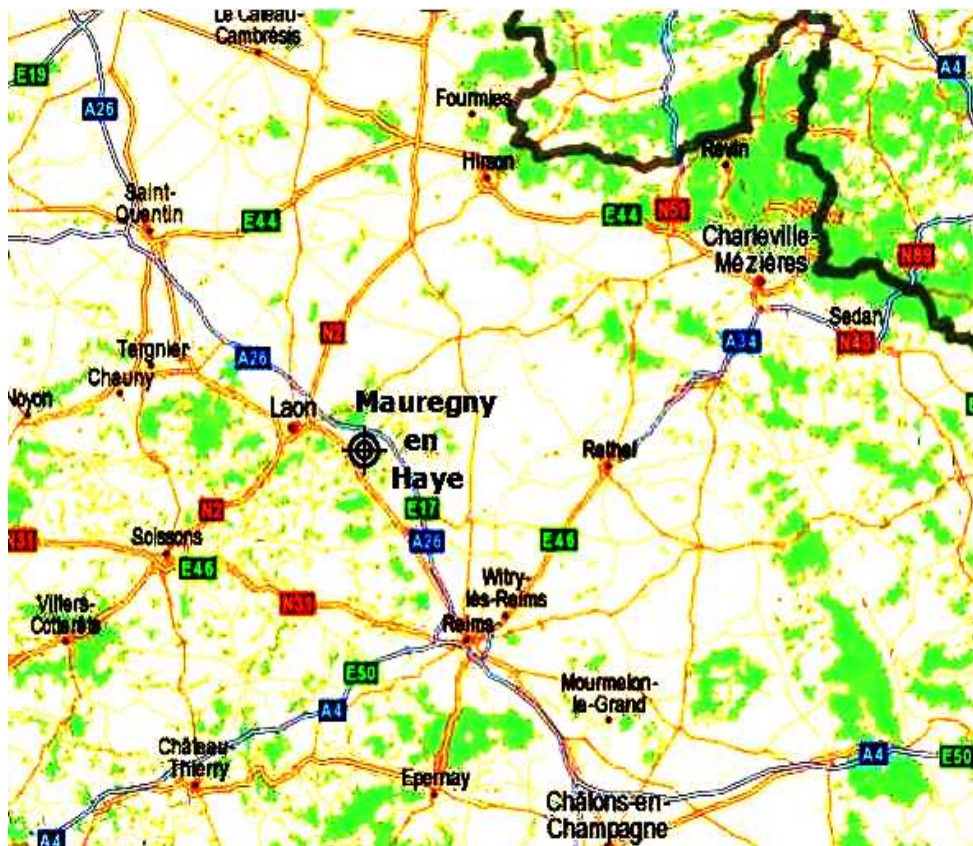 Le Cateau-
Cambrésis
E19
A4
A26
Fourmies
Hirson
Revin
Saint-
Quentin
E44
E44
N51
Charleville-
Mézières
N89
Sedan
N2
A34
N43
Tergnier
A26
Chauny
Noyon
Laon
Mauregny
en
Haye
Rethel
N2
E17
N31
Soissons
E46
A26
E46
Witry-
lès-Reims
Villers-
Cotterêts
N31
Reims
E50
Mourmelon-
le-Grand
A4
Château-
Thierry
Epernay
A4
E50
Châlons-en-
Champagne
A4